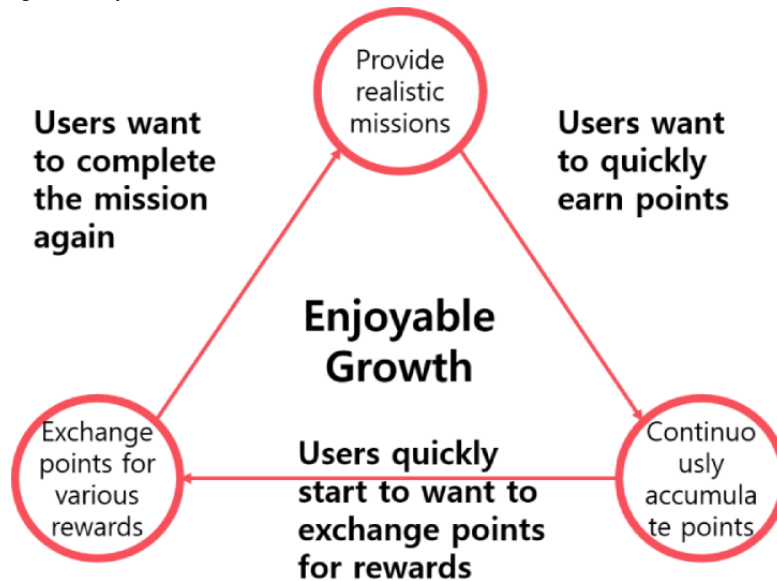 Provide
realistic
missions
Users want
to complete
the mission
again
Users want
to quickly
earn points
Enjoyable
Growth
Exchange
points for
various
rewards
Users quickly
start to want to
exchange points
for rewards
Continuo
usly
accumula
te points